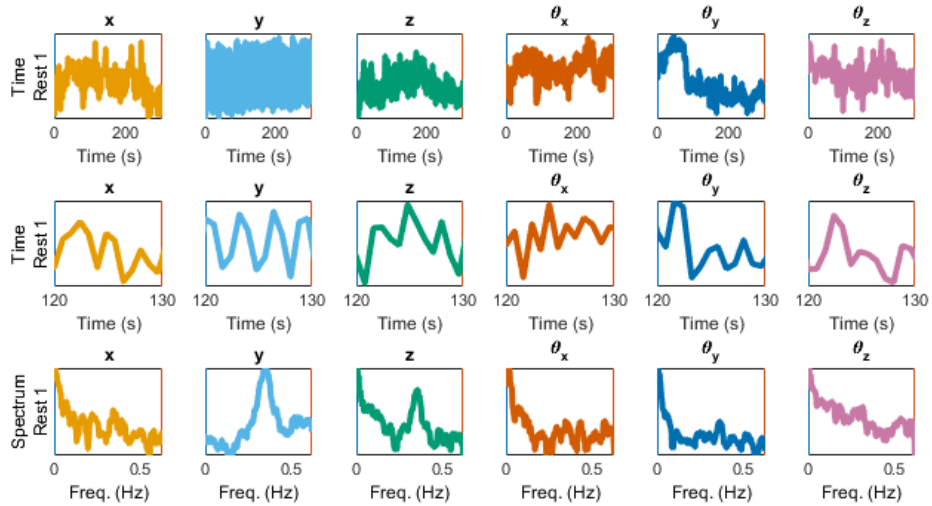 x y z θx θy θz
Time
Rest 1
0 200 0 200 0 200 0 200 0 200 0 200
Time (s) Time (s) Time (s) Time (s) Time (s) Time (s)
x y z θx θy θz
Time
Rest 1
120 130 120 130 120 130 120 130 120 130 120 130
Time (s) Time (s) Time (s) Time (s) Time (s) Time (s)
x y z θx θy θz
Spectrum
Rest 1
0 0.5 0 0.5 0 0.5 0 0.5 0 0.5 0 0.5
Freq. (Hz) Freq. (Hz) Freq. (Hz) Freq. (Hz) Freq. (Hz) Freq. (Hz)